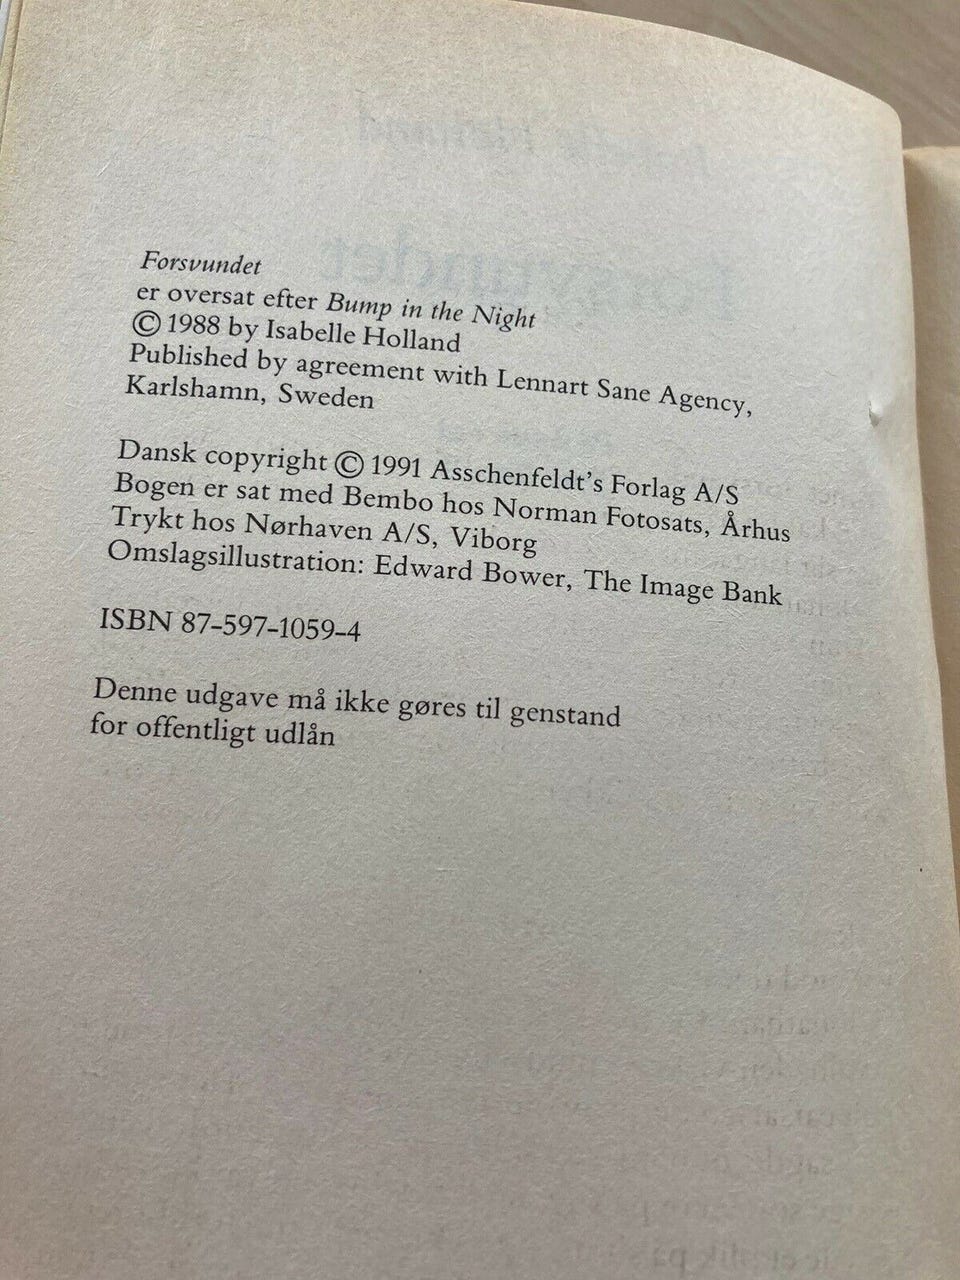 Forsvundet
er oversat efter Bump in the Night
© 1988 by Isabelle Holland
Published by agreement with Lennart Sane Agency,
Karlshamn, Sweden
Dansk copyright © 1991 Asschenfeldt's Forlag A/S
Bogen er sat med Bembo hos Norman Fotosats, Århus
Trykt hos Nørhaven A/S, Viborg
Omslagsillustration: Edward Bower, The Image Bank
ISBN 87-597-1059-4
Denne udgave må ikke gøres til genstand
for offentligt udlån